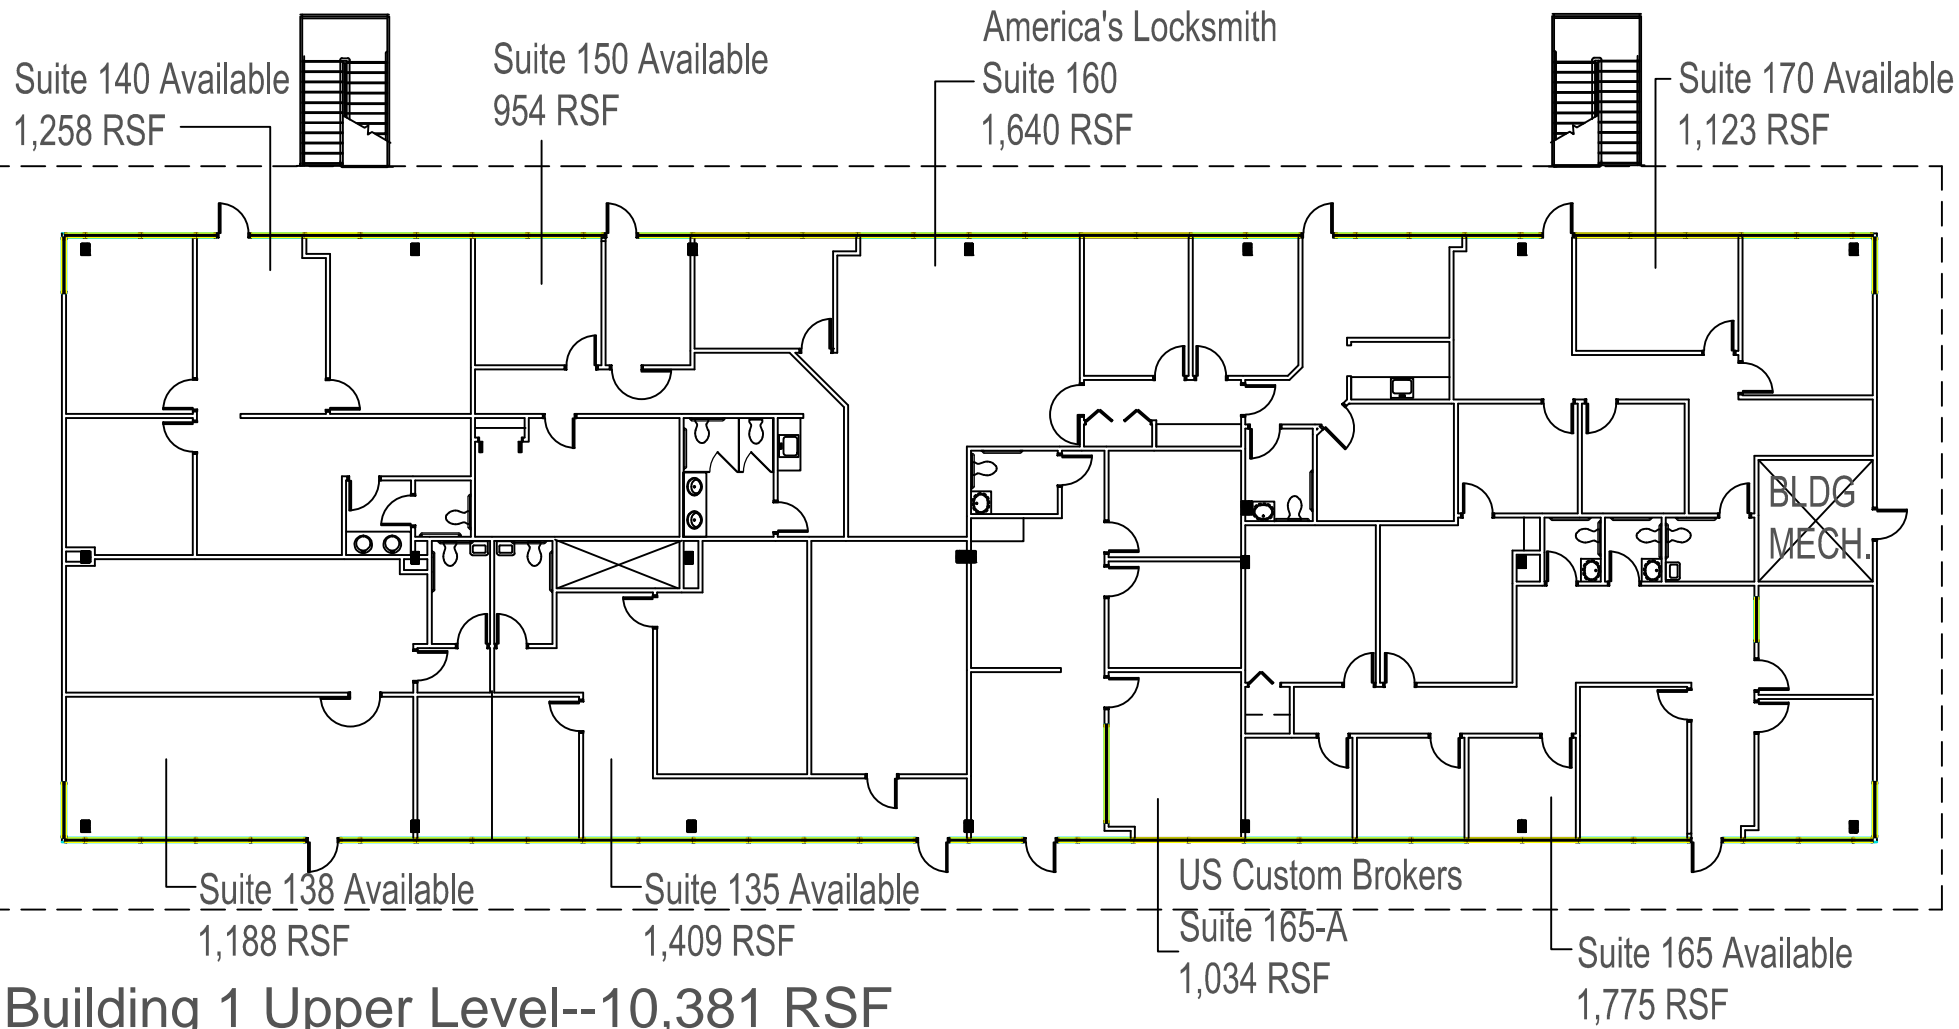 Suite 140 Available
1,258 RSF
Suite 150 Available
954 RSF
America's Locksmith
Suite 160
1,640 RSF
Suite 170 Available
1,123 RSF
BLDG
MECH.
Suite 138 Available
1,188 RSF
Suite 135 Available
1,409 RSF
US Custom Brokers
Suite 165-A
1,034 RSF
Suite 165 Available
1,775 RSF
Building 1 Upper Level--10,381 RSF